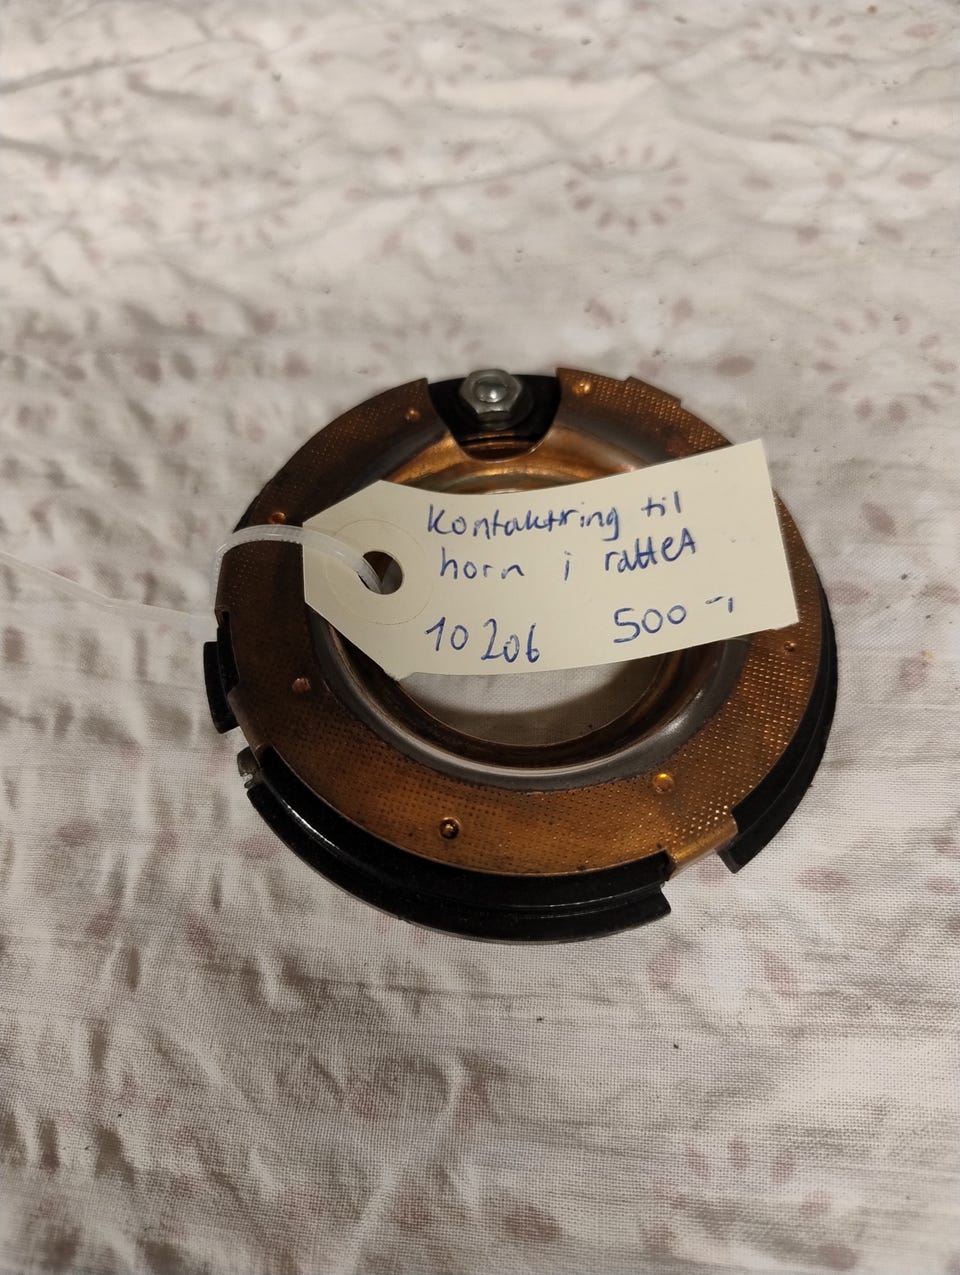 Kontaktring til
horn i rattet
10206 500-,